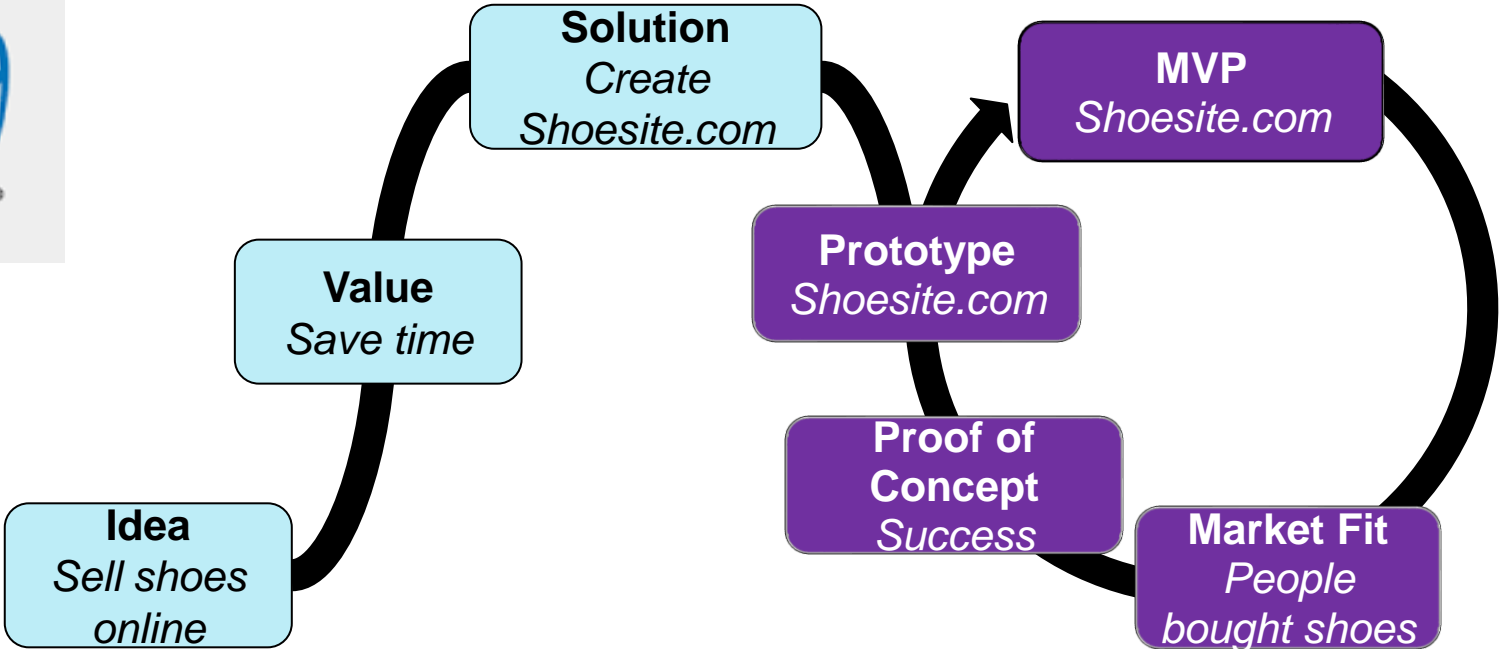 Solution
Create
Shoesite.com
MVP
Shoesite.com
Prototype
Shoesite.com
Value
Save time
Proof of
Concept
Success
Idea
Sell shoes
online
Market Fit
People
bought shoes